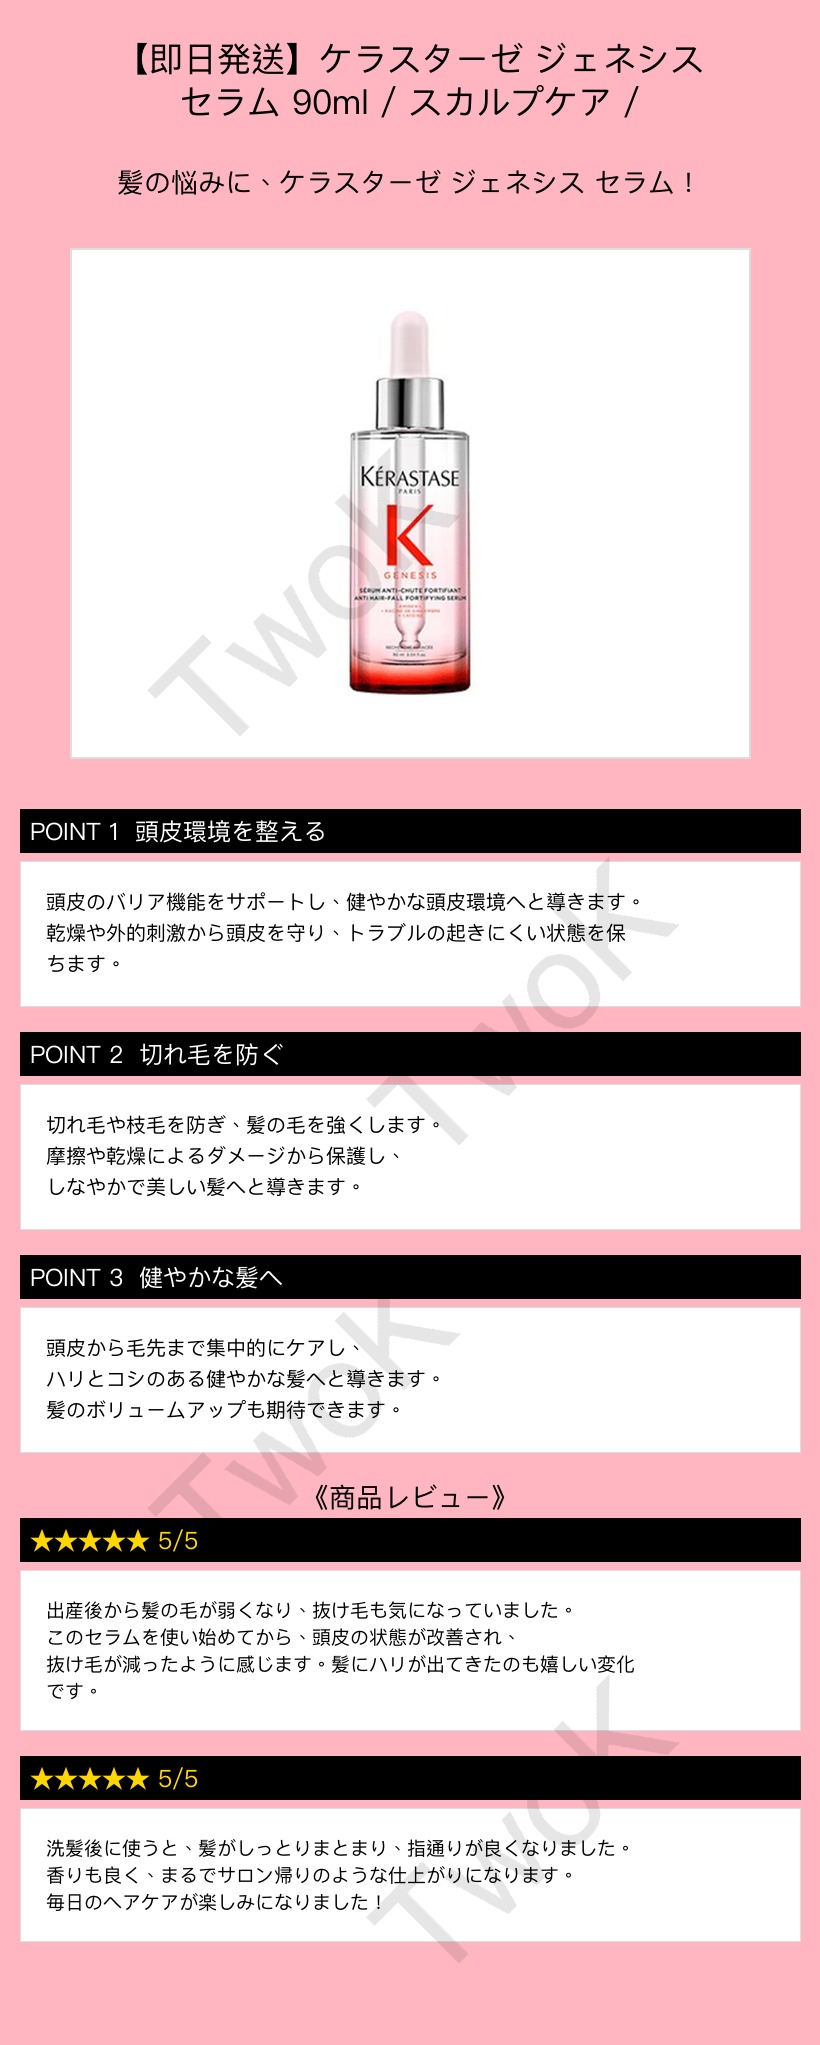 【即日発送】ケラスターゼ ジェネシス
セラム 90ml / スカルプケア /
髪の悩みに、ケラスターゼ ジェネシス セラム！
KÉRASTASE
PARIS
K
GENESIS
SÉRUM ANTI-CHUTE FORTIFIANT
ANTI HAIR-FALL FORTIFYING SERUM
TwoK
POINT 1 頭皮環境を整える
頭皮のバリア機能をサポートし、健やかな頭皮環境へと導きます。
乾燥や外的刺激から頭皮を守り、トラブルの起きにくい状態を保
ちます。
TwoK
POINT 2 切れ毛を防ぐ
切れ毛や枝毛を防ぎ、髪の毛を強くします。
摩擦や乾燥によるダメージから保護し、
しなやかで美しい髪へと導きます。
POINT 3 健やかな髪へ
頭皮から毛先まで集中的にケアし、
ハリとコシのある健やかな髪へと導きます。
髪のボリュームアップも期待できます。
TwoK
《商品レビュー》
★★★★★ 5/5
出産後から髪の毛が弱くなり、抜け毛も気になっていました。
このセラムを使い始めてから、頭皮の状態が改善され、
抜け毛が減ったように感じます。髪にハリが出てきたのも嬉しい変化
です。
★★★★★ 5/5
洗髪後に使うと、髪がしっとりまとまり、指通りが良くなりました。
香りも良く、まるでサロン帰りのような仕上がりになります。
毎日のヘアケアが楽しみになりました！
TwoK